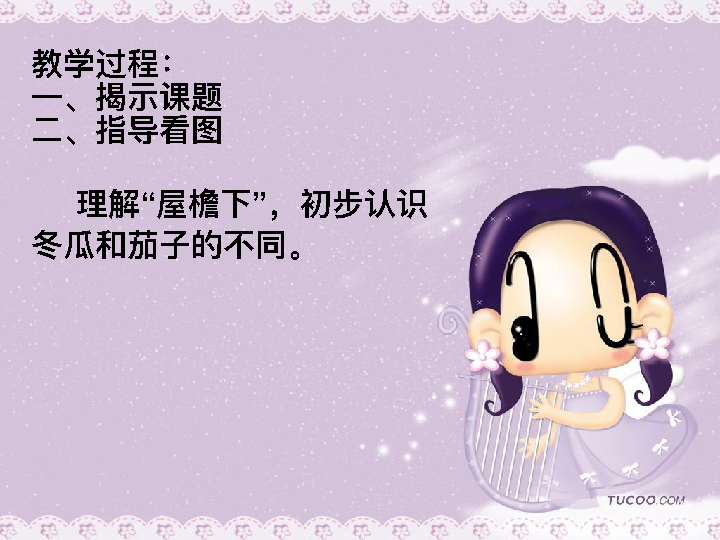 教学过程：
一、揭示课题
二、指导看图
理解“屋檐下”，初步认识
冬瓜和茄子的不同。
TUCOO.COM